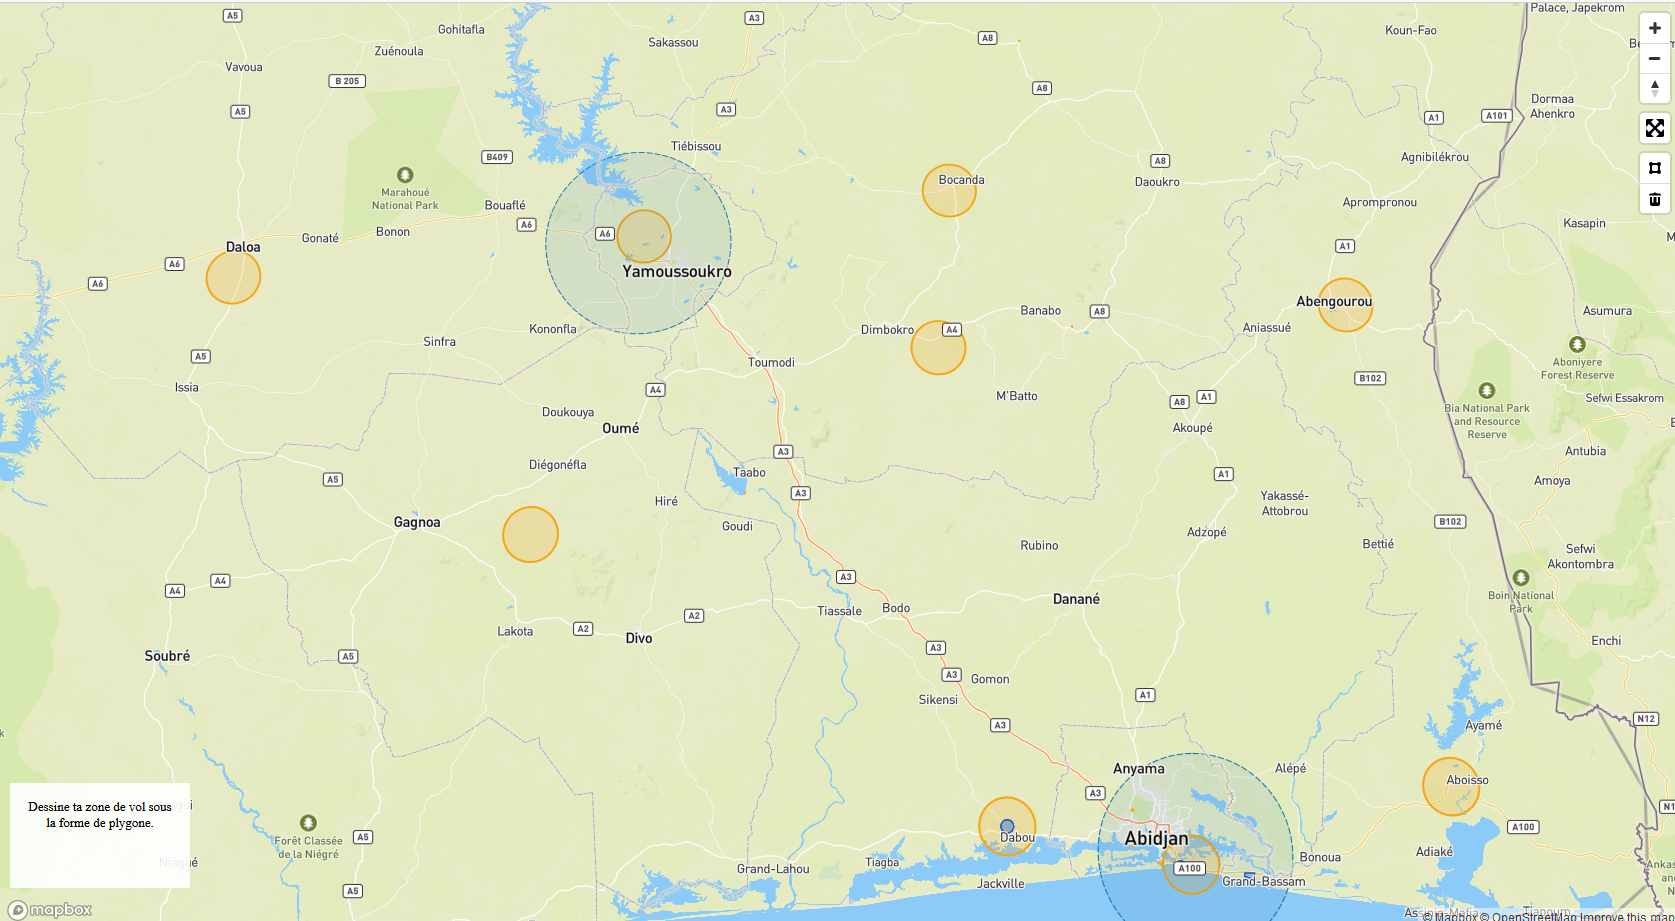 A5
Gohitafla
A3
Palace, Japekrom
Koun-Fao
Sakassou
A8
Zuénoula
Vavoua
B 205
A8
Dormaa
Ahenkro
A5
A3
A1
A101
Tiébissou
B409
A8
Agnibilékrou
Marahoué
National Park
Bocanda
Daoukro
Bouaflé
Aprompronou
A6
A6
Kasapin
Gonaté
Bonon
Daloa
A1
A6
A6
Yamoussoukro
Abengourou
Banabo
A8
Asumura
Kononfla
Dimbokro
A4
Aniassué
Sinfra
Aboniyere
Forest Reserve
A5
Toumodi
B102
Issia
A4
M'Batto
A8
A1
Bia National Park
and Resource
Reserve
Sefwi Essakrom
Doukouya
Oumé
Akoupé
A3
Antubia
Diégonéfla
Taabo
A1
A5
Amoya
A3
Hiré
Yakassé-
Attobrou
Gagnoa
Goudi
B102
Adzopé
Rubino
Bettié
Sefwi
Akontombra
A4
A4
A3
Boin National
Park
Danané
Tiassale
Bodo
A2
Lakota
A2
Divo
Enchi
A3
Soubré
A5
A3
Gomon
Sikensi
A1
A3
Ayamé
N12
Anyama
Alépé
Aboisso
A3
Dessine ta zone de vol sous
la forme de plygone.
A100
Dabou
Abidjan
Forêt Classée
de la Niégré
A5
Adiaké
Niagué
Grand-Lahou
Tiagba
A100
Bonoua
Jackville
Grand-Bassam
A5
mapbox
Assinie-Mafia
Tiapoum
© Mapbox © OpenStreetMap Improve this map